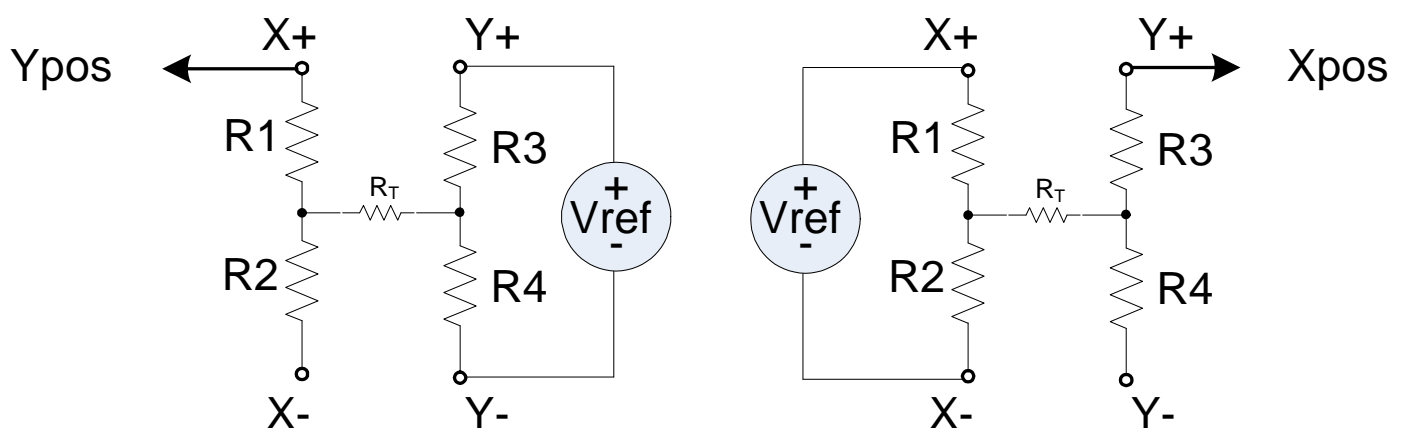 X+ Y+ X+ Y+
Ypos Xpos
R1 R3 R1 R3
RT RT
+ +
Vref Vref
- -
R2 R4 R2 R4
X- Y- X- Y-